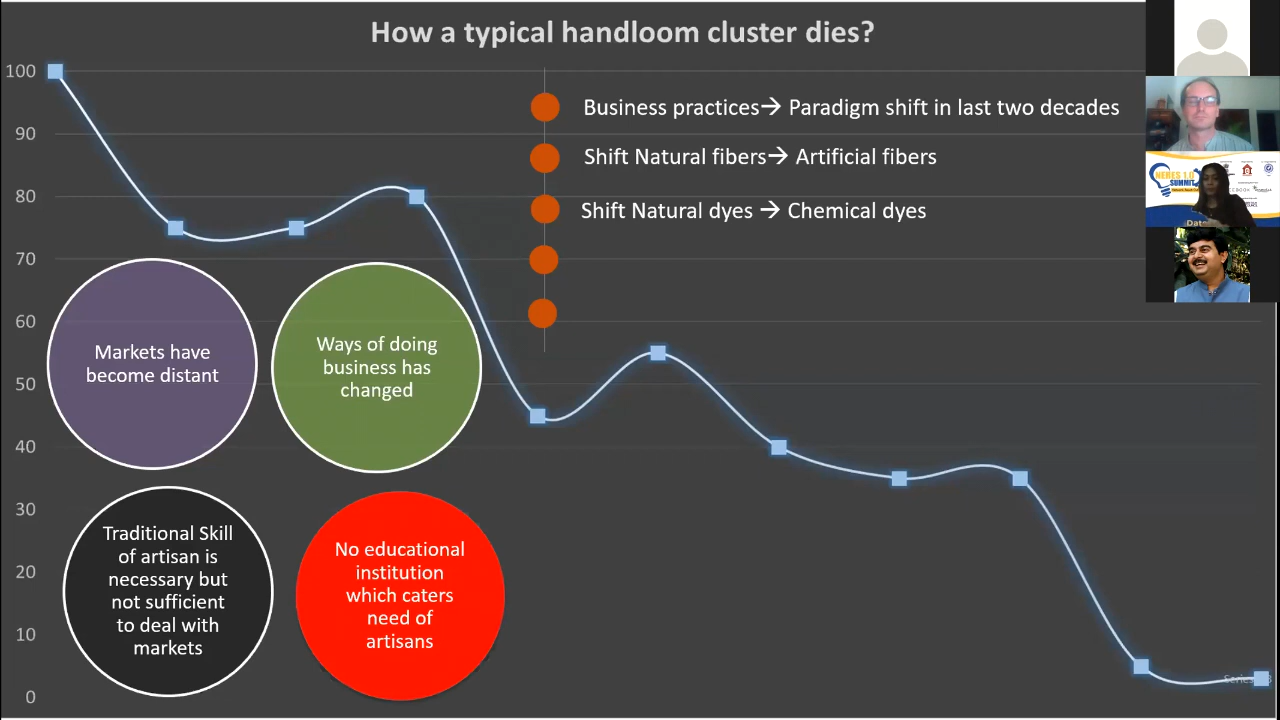 How a typical handloom cluster dies?
100
90
80
70
60
50
40
30
20
10
0
Business practices→ Paradigm shift in last two decades
Shift Natural fibers→ Artificial fibers
Shift Natural dyes → Chemical dyes
Markets have
become distant
Ways of doing
business has
changed
Traditional Skill
of artisan is
necessary but
not sufficient
to deal with
markets
No educational
institution
which caters
need of
artisans
NERES 1.0
SUMMIT